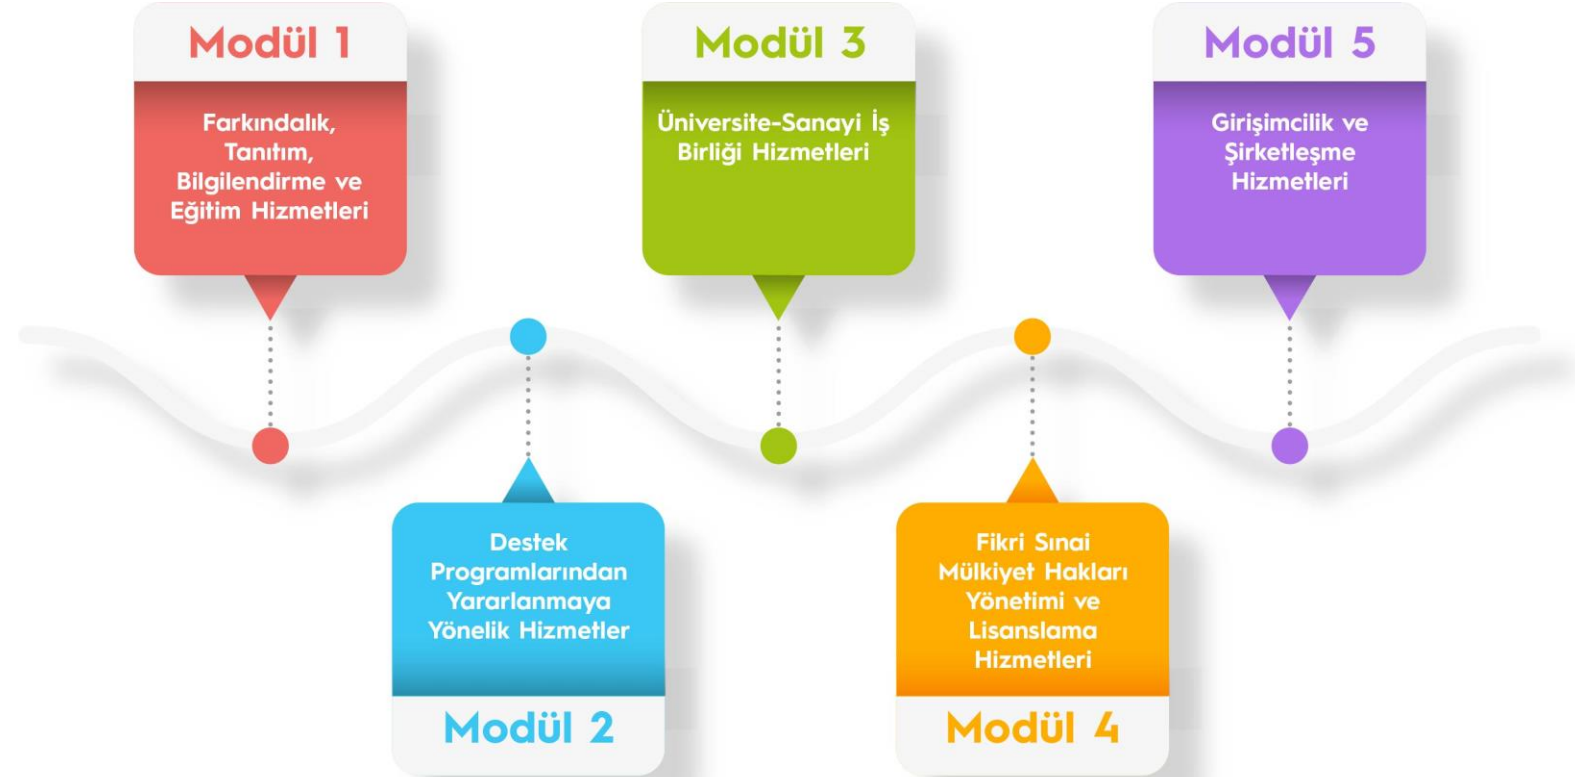 Modül 1
Farkındalık,
Tanıtım,
Bilgilendirme ve
Eğitim Hizmetleri
Destek
Programlarından
Yararlanmaya
Yönelik Hizmetler
Modül 2
Modül 3
Üniversite-Sanayi İş
Birliği Hizmetleri
Fikri Sınai
Mülkiyet Hakları
Yönetimi ve
Lisanslama
Hizmetleri
Modül 4
Modül 5
Girişimcilik ve
Şirketleşme
Hizmetleri